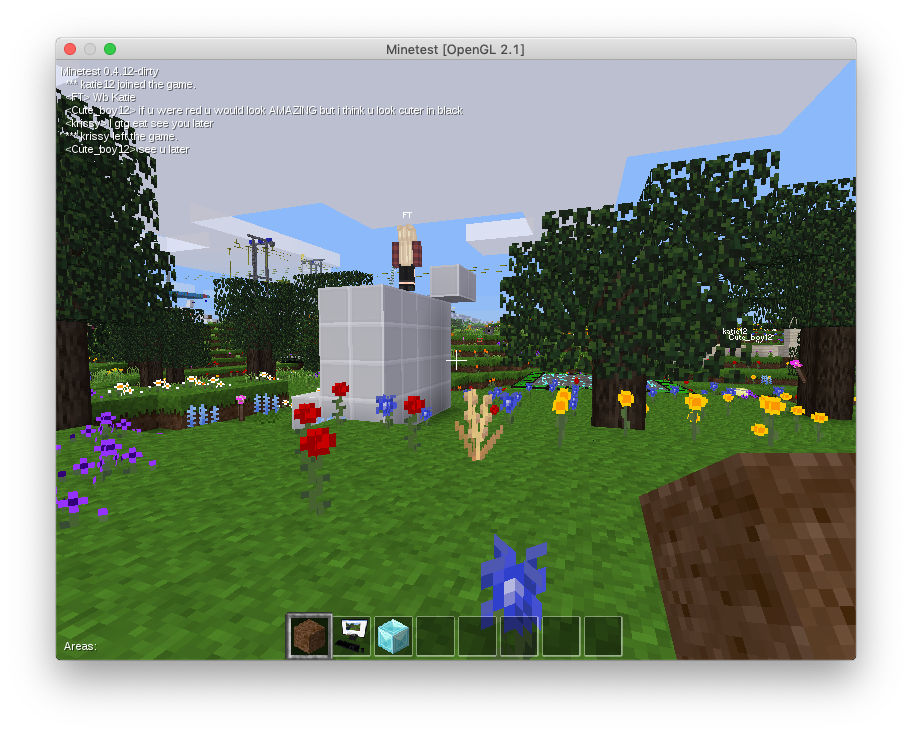 Minetest [OpenGL 2.1]
Minetest 0.4.12-dirty
*** katie12 joined the game.
<FT> Wb Katie
<Cute_boy12> if u were red u would look AMAZING but i think u look cuter in black
<krissy> I gtg eat see you later
*** krissy left the game.
<Cute_boy12> see u later
FT
katie12
Cute_boy12
Areas: